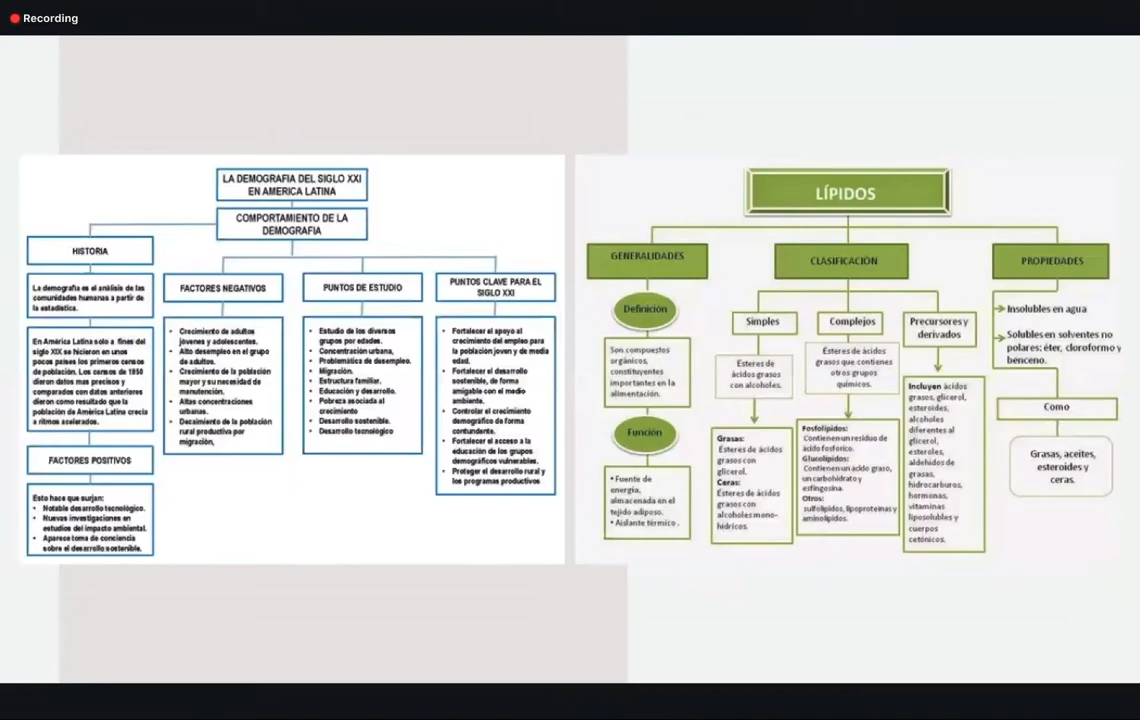 Recording
LA DEMOGRAFIA DEL SIGLO XXI
EN AMERICA LATINA
COMPORTAMIENTO DE LA
DEMOGRAFIA
HISTORIA
La demografia es el análisis de las
comunidades humanas a partir de
la estadística.
En América Latina solo a fines del
siglo XIX se hicieron en unos
pocos países los primeros censos
de población. Los censos de 1850
dieron datos mas precisos y
comparados con datos anteriores
dieron como resultado que la
población de América Latina crecía
a ritmos acelerados.
FACTORES POSITIVOS
Esto hace que surjan:
• Notable desarrollo tecnológico.
• Nuevas investigaciones en
estudios del impacto ambiental.
• Aparece toma de conciencia
sobre el desarrollo sostenible.
FACTORES NEGATIVOS
• Crecimiento de adultos
jóvenes y adolescentes.
• Alto desempleo en el grupo
de adultos.
• Crecimiento de la población
mayor y su necesidad de
manutención.
• Altas concentraciones
urbanas.
• Decaimiento de la población
rural productiva por
migración,
PUNTOS DE ESTUDIO
• Estudio de los diversos
grupos por edades.
• Concentración urbana,
• Problemática de desempleo.
• Migración.
• Estructura familiar.
• Educación y desarrollo.
• Pobreza asociada al
crecimiento
• Desarrollo sostenible.
• Desarrollo tecnológico
PUNTOS CLAVE PARA EL
SIGLO XXI
• Fortalecer el apoyo al
crecimiento del empleo para
la población joven y de media
edad.
• Fortalecer el desarrollo
sostenible, de forma
amigable con el medio
ambiente.
• Controlar el crecimiento
demográfico de forma
contundente.
• Fortalecer el acceso a la
educación de los grupos
demográficos vulnerables.
• Proteger el desarrollo rural y
los programas productivos
LÍPIDOS
GENERALIDADES
Definición
Son compuestos
orgánicos,
constituyentes
importantes en la
alimentación.
Función
• Fuente de
energía,
almacenada en el
tejido adiposo.
• Aislante térmico .
CLASIFICACIÓN
Simples
Ésteres de
ácidos grasos
con alcoholes.
Grasas:
Ésteres de ácidos
grasos con
glicerol.
Ceras:
Ésteres de ácidos
grasos con
alcoholes mono-
hídricos.
Complejos
Ésteres de ácidos
grasos que contienen
otros grupos
químicos.
Fosfolípidos:
Contienen un residuo de
ácido fosforico.
Glucolípidos:
Contienen un acido graso,
un carbohidrato y
esfingosina.
Otros:
sulfolípidos, lipoproteínas y
aminolípidos.
Precursores y
derivados
Incluyen ácidos
grasos, glicerol,
esteroides,
alcoholes
diferentes al
glicerol,
esteroles,
aldehídos de
grasas,
hidrocarburos,
hormonas,
vitaminas
liposolubles y
cuerpos
cetónicos.
PROPIEDADES
Insolubles en agua
Solubles en solventes no
polares: éter, cloroformo y
benceno.
Como
Grasas, aceites,
esteroides y
ceras.